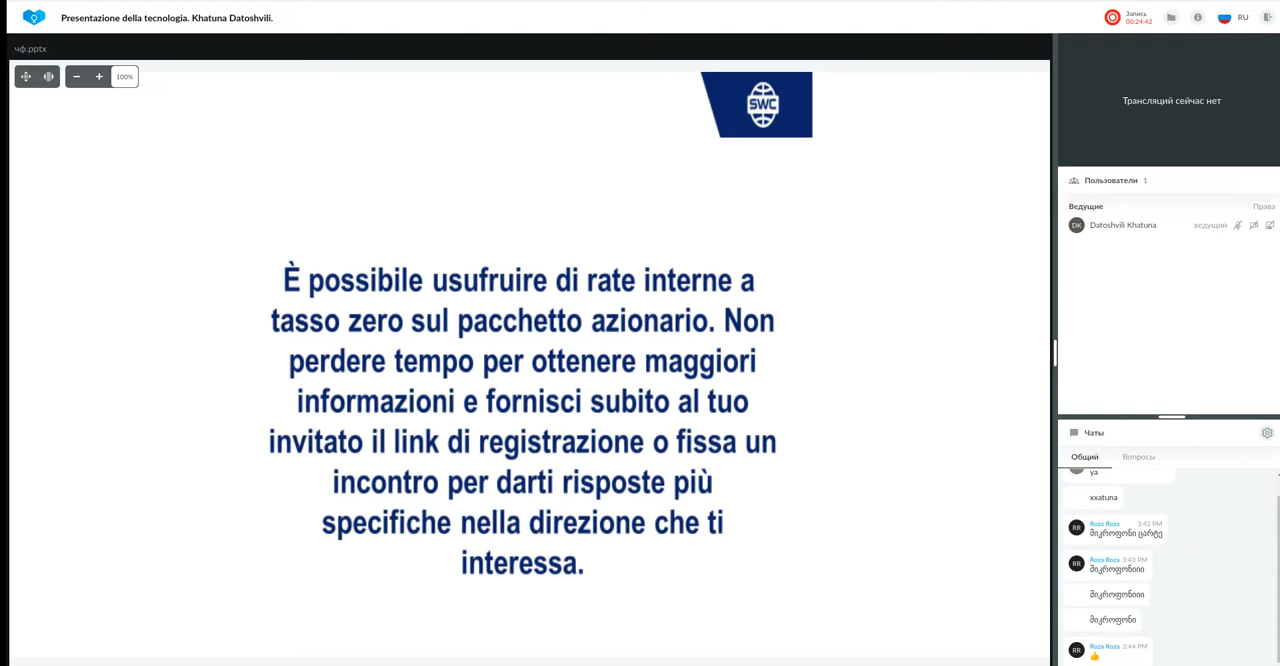 Presentazione della tecnologia. Khatuna Datoshvili.
Запись
00:24:42
RU
чф.pptx
100%
SWC
È possibile usufruire di rate interne a
tasso zero sul pacchetto azionario. Non
perdere tempo per ottenere maggiori
informazioni e fornisci subito al tuo
invitato il link di registrazione o fissa un
incontro per darti risposte più
specifiche nella direzione che ti
interessa.
Трансляций сейчас нет
Пользователи 1
Ведущие Права
DK Datoshvili Khatuna ведущий
Чаты
Общий Вопросы
ya
xxatuna
RR Roza Roza 3:42 PM
მიკროფონი ცარტე
RR Roza Roza 3:43 PM
მიკროფონიიი
მიკროფონიიი
მიკროფონი
RR Roza Roza 3:44 PM
👍